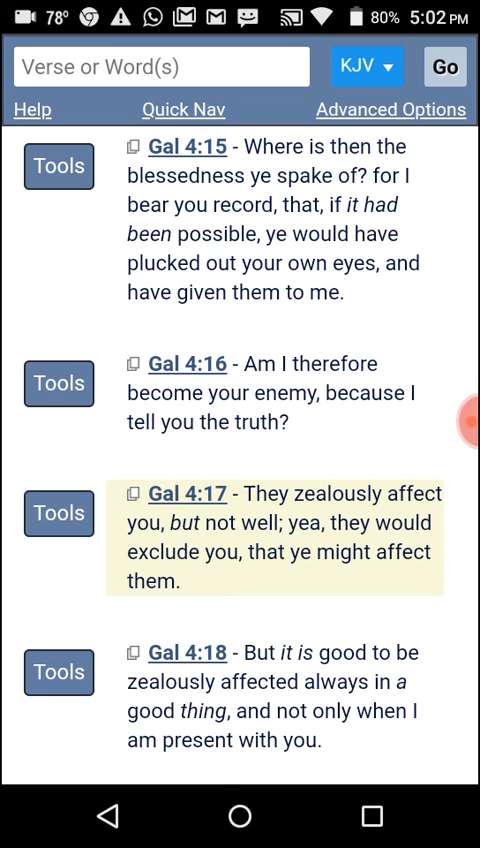 78° 80% 5:02 PM
Verse or Word(s) KJV Go
Help Quick Nav Advanced Options
Tools
Gal 4:15 - Where is then the
blessedness ye spake of? for I
bear you record, that, if it had
been possible, ye would have
plucked out your own eyes, and
have given them to me.
Tools
Gal 4:16 - Am I therefore
become your enemy, because I
tell you the truth?
Tools
Gal 4:17 - They zealously affect
you, but not well; yea, they would
exclude you, that ye might affect
them.
Tools
Gal 4:18 - But it is good to be
zealously affected always in a
good thing, and not only when I
am present with you.